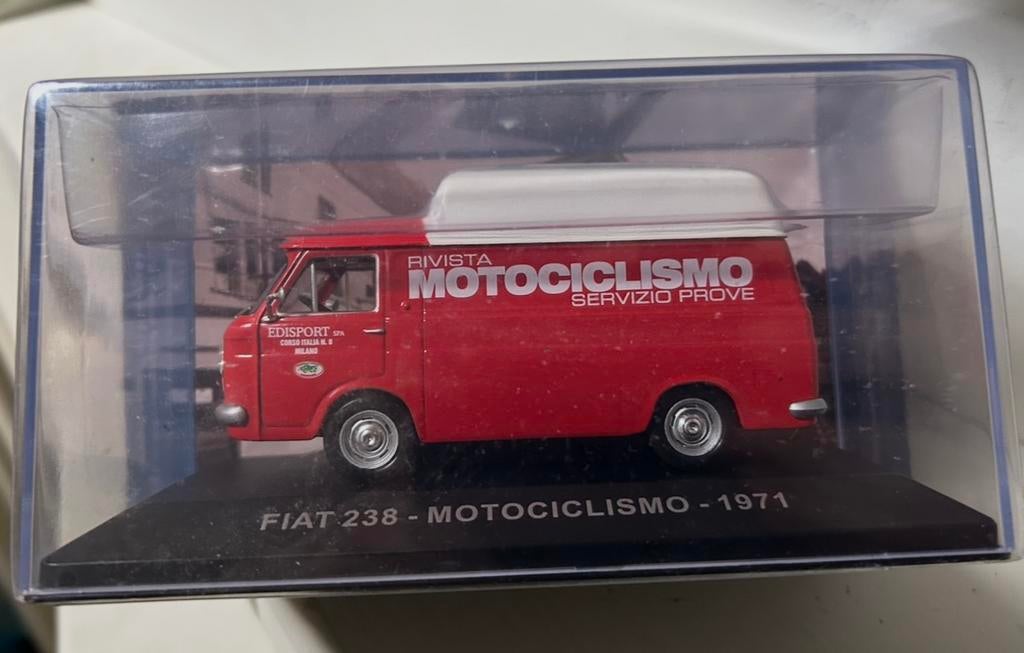 RIVISTA
MOTOCICLISMO
SERVIZIO PROVE
EDISPORT SPA
CORSO ITALIA N. 8
MILANO
FIAT 238 - MOTOCICLISMO - 1971